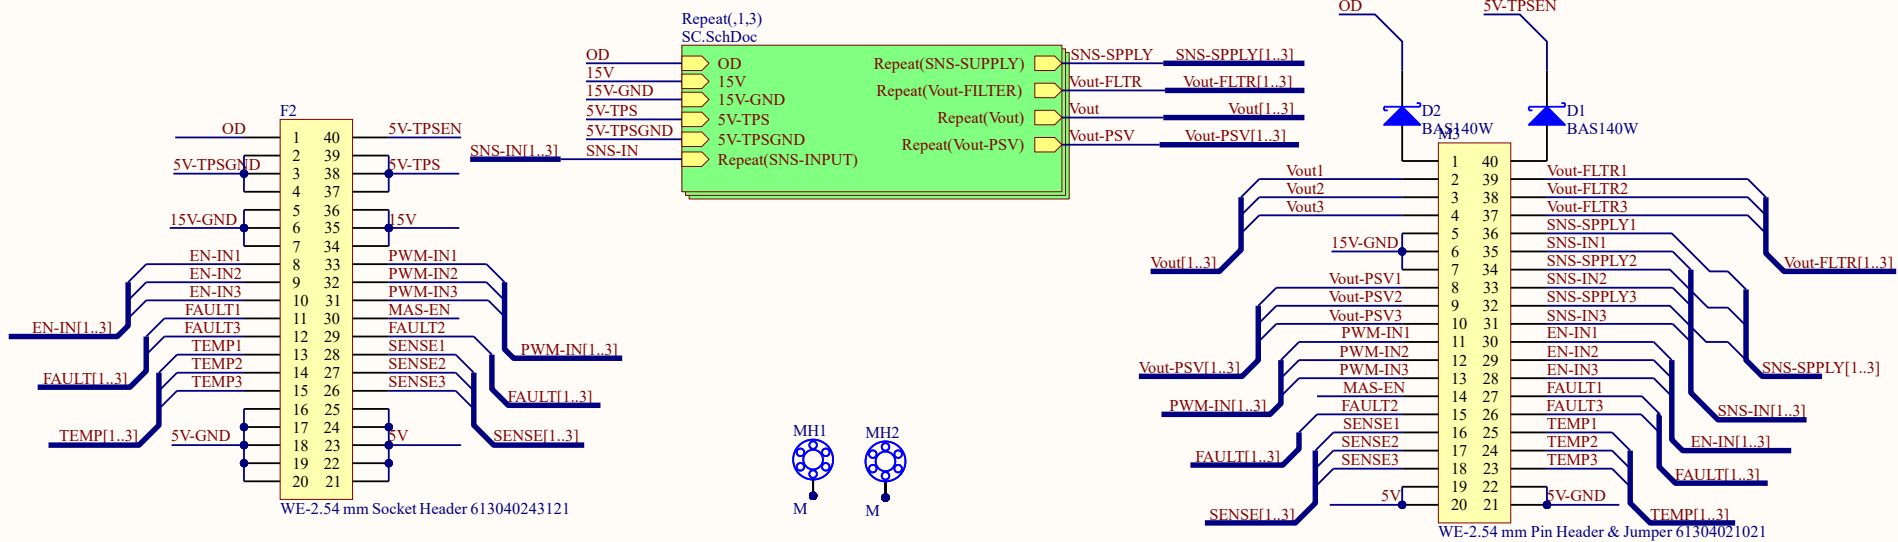 Repeat(,1,3)
SC.SchDoc
OD
15V
15V-GND
5V-TPS
5V-TPSGND
SNS-IN[1..3]
SNS-IN
OD
15V
15V-GND
5V-TPS
5V-TPSGND
Repeat(SNS-INPUT)
Repeat(SNS-SUPPLY)
Repeat(Vout-FILTER)
Repeat(Vout)
Repeat(Vout-PSV)
SNS-SPPLY
SNS-SPPLY[1..3]
Vout-FLTR
Vout-FLTR[1..3]
Vout
Vout[1..3]
Vout-PSV
Vout-PSV[1..3]
F2
OD 1 40 5V-TPSEN
2 39
5V-TPSGND 3 38 5V-TPS
4 37
5 36
15V-GND 6 35 15V
7 34
EN-IN1 8 33 PWM-IN1
EN-IN2 9 32 PWM-IN2
EN-IN3 10 31 PWM-IN3
FAULT1 11 30 MAS-EN
FAULT3 12 29 FAULT2
TEMP1 13 28 SENSE1
TEMP2 14 27 SENSE2
TEMP3 15 26 SENSE3
16 25
17 24
5V-GND 18 23 5V
19 22
20 21
EN-IN[1..3]
FAULT[1..3]
TEMP[1..3]
PWM-IN[1..3]
FAULT[1..3]
SENSE[1..3]
WE-2.54 mm Socket Header 613040243121
MH1
M
MH2
M
OD
5V-TPSEN
D2
BAS140W
D1
BAS140W
M3
1 40
Vout1 2 39 Vout-FLTR1
Vout2 3 38 Vout-FLTR2
Vout3 4 37 Vout-FLTR3
5 36 SNS-SPPLY1
15V-GND 6 35 SNS-IN1
7 34 SNS-SPPLY2
Vout-PSV1 8 33 SNS-IN2
Vout-PSV2 9 32 SNS-SPPLY3
Vout-PSV3 10 31 SNS-IN3
PWM-IN1 11 30 EN-IN1
PWM-IN2 12 29 EN-IN2
PWM-IN3 13 28 EN-IN3
MAS-EN 14 27 FAULT1
FAULT2 15 26 FAULT3
SENSE1 16 25 TEMP1
SENSE2 17 24 TEMP2
SENSE3 18 23 TEMP3
19 22
5V 20 21 5V-GND
Vout[1..3]
Vout-PSV[1..3]
PWM-IN[1..3]
FAULT[1..3]
SENSE[1..3]
Vout-FLTR[1..3]
SNS-SPPLY[1..3]
SNS-IN[1..3]
EN-IN[1..3]
FAULT[1..3]
TEMP[1..3]
WE-2.54 mm Pin Header & Jumper 61304021021